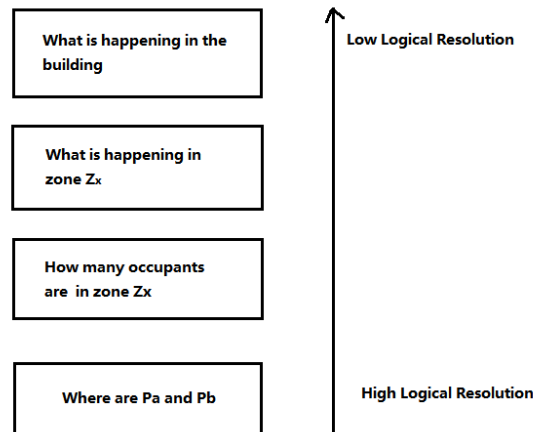 What is happening in the
building
Low Logical Resolution
What is happening in
zone Zx
How many occupants
are in zone Zx
Where are Pa and Pb
High Logical Resolution